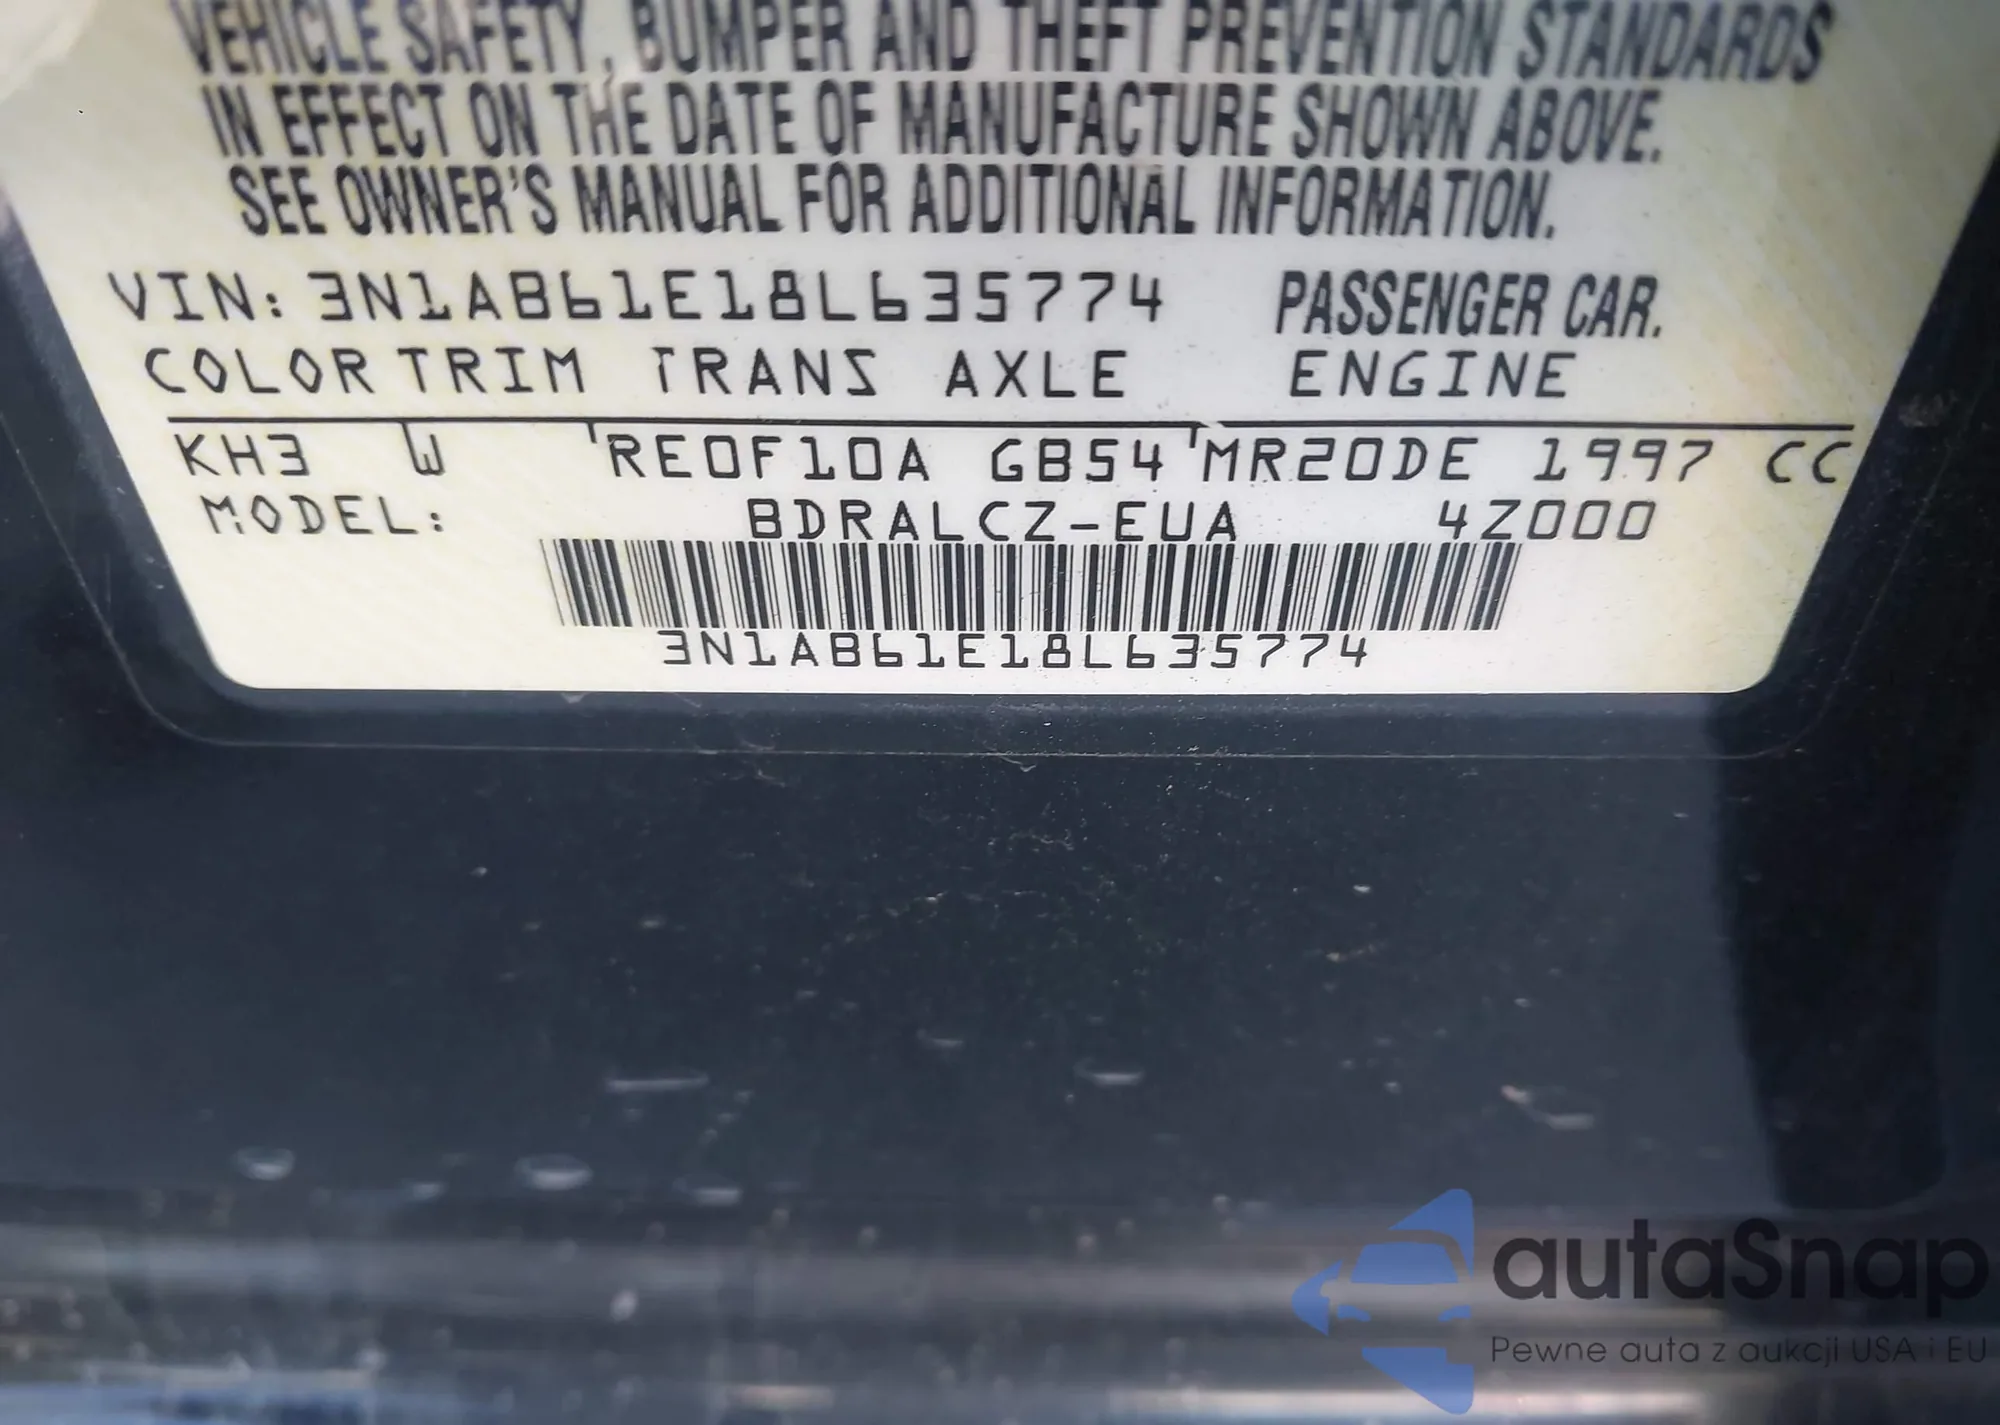 VEHICLE SAFETY, BUMPER AND THEFT PREVENTION STANDARDS
IN EFFECT ON THE DATE OF MANUFACTURE SHOWN ABOVE.
SEE OWNER'S MANUAL FOR ADDITIONAL INFORMATION.
VIN: 3N1AB61E18L635774 PASSENGER CAR.
COLOR TRIM TRANS AXLE ENGINE
KH3 W RE0F10A GB54 MR20DE 1997 CC
MODEL: BDRALCZ-EUA 4Z000
3N1AB61E18L635774
autaSnap
Pewne auta z aukcji USA i EU